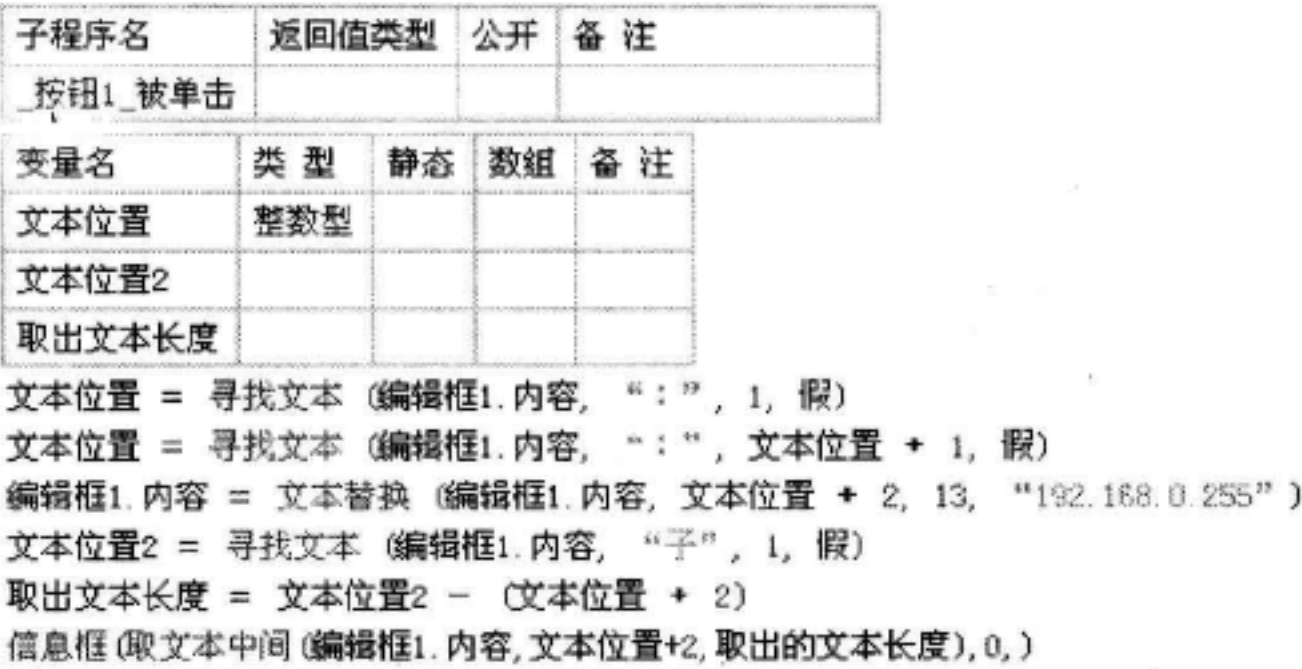 子程序名 返回值类型 公开 备 注
_按钮1_被单击
变量名 类 型 静态 数组 备 注
文本位置 整数型
文本位置2
取出文本长度
文本位置 = 寻找文本 (编辑框1.内容, “:”, 1, 假)
文本位置 = 寻找文本 (编辑框1.内容, “:”, 文本位置 + 1, 假)
编辑框1.内容 = 文本替换 (编辑框1.内容, 文本位置 + 2, 13, “192.168.0.255”)
文本位置2 = 寻找文本 (编辑框1.内容, “子”, 1, 假)
取出文本长度 = 文本位置2 - (文本位置 + 2)
信息框(取文本中间(编辑框1.内容,文本位置+2,取出的文本长度),0,)